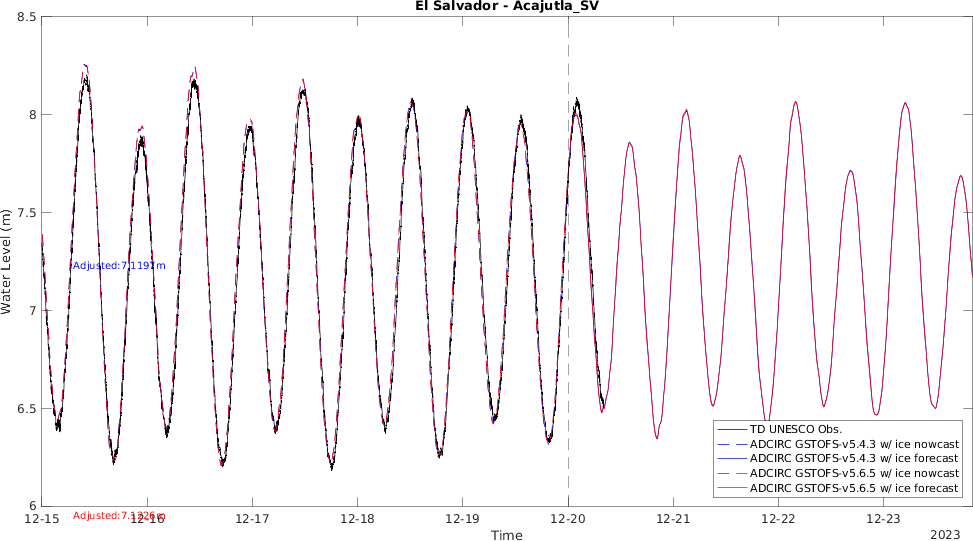 El Salvador - Acajutla_SV
8.5
8
7.5
7
6.5
6
Water Level (m)
Adjusted:7.1197m
Adjusted:7.1226m
12-15 12-16 12-17 12-18 12-19 12-20 12-21 12-22 12-23
Time
2023
TD UNESCO Obs.
ADCIRC GSTOFS-v5.4.3 w/ ice nowcast
ADCIRC GSTOFS-v5.4.3 w/ ice forecast
ADCIRC GSTOFS-v5.6.5 w/ ice nowcast
ADCIRC GSTOFS-v5.6.5 w/ ice forecast